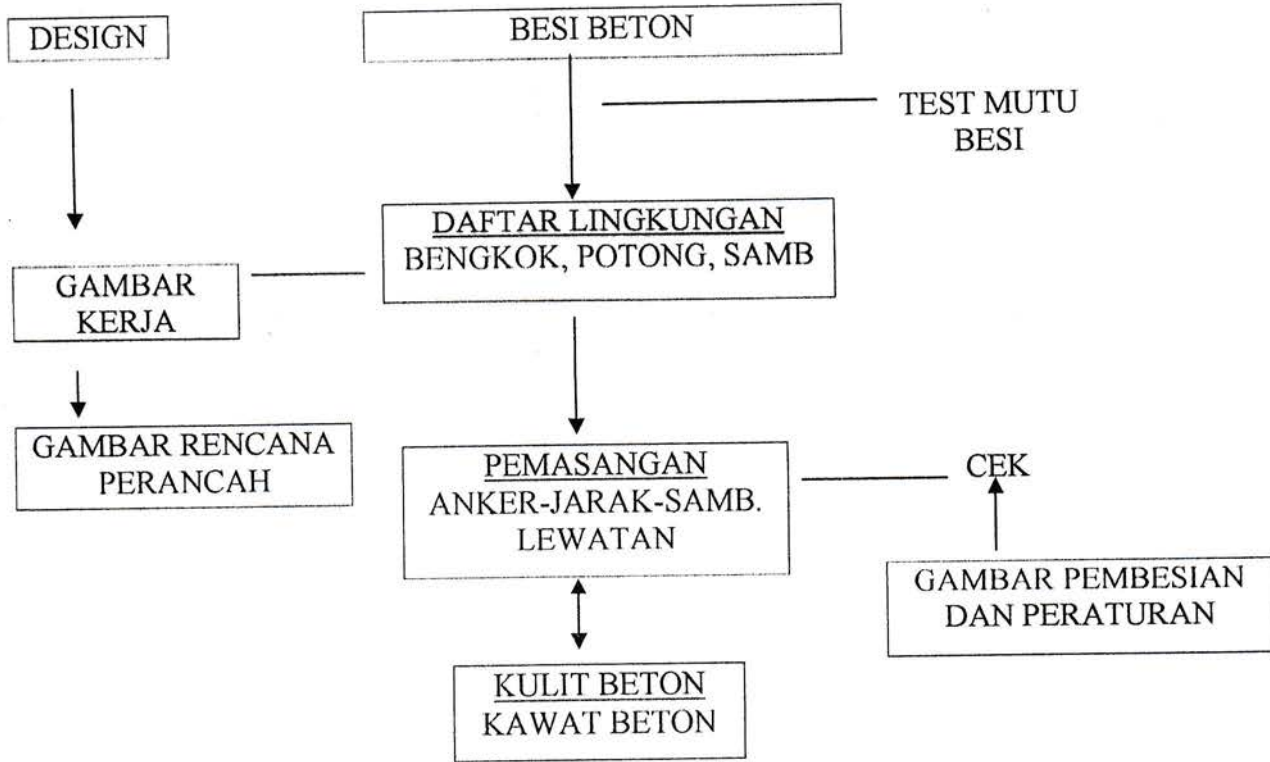 DESIGN
BESI BETON
TEST MUTU
BESI
DAFTAR LINGKUNGAN
BENGKOK, POTONG, SAMB
GAMBAR
KERJA
GAMBAR RENCANA
PERANCAH
PEMASANGAN
ANKER-JARAK-SAMB.
LEWATAN
CEK
GAMBAR PEMBESIAN
DAN PERATURAN
KULIT BETON
KAWAT BETON